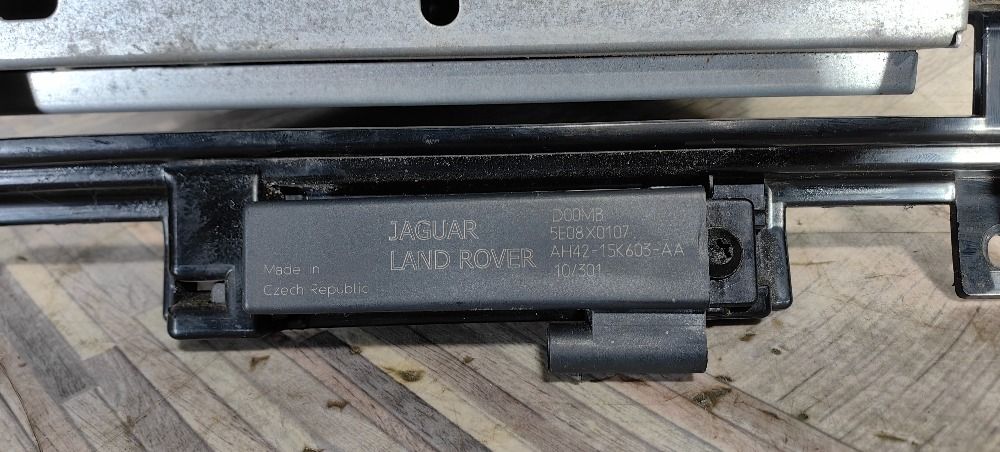 JAGUAR
LAND ROVER
Made in
Czech Republic
D00MB
5E08X0107
AH42-15K603-AA
10/301